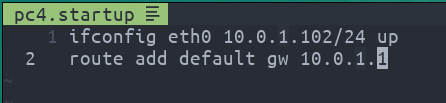 pc4.startup
1 ifconfig eth0 10.0.1.102/24 up
2 route add default gw 10.0.1.1
~
~